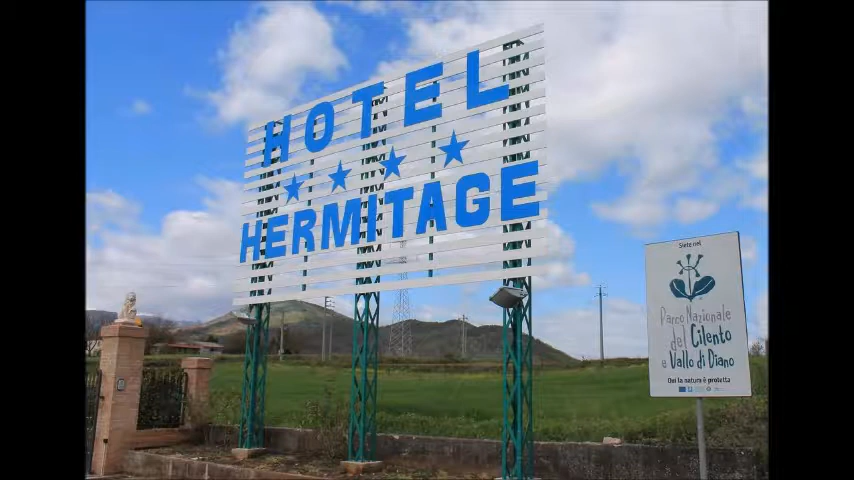 HOTEL
HERMITAGE
Siete nel
Parco Nazionale
del Cilento
e Vallo di Diano
Qui la natura è protetta